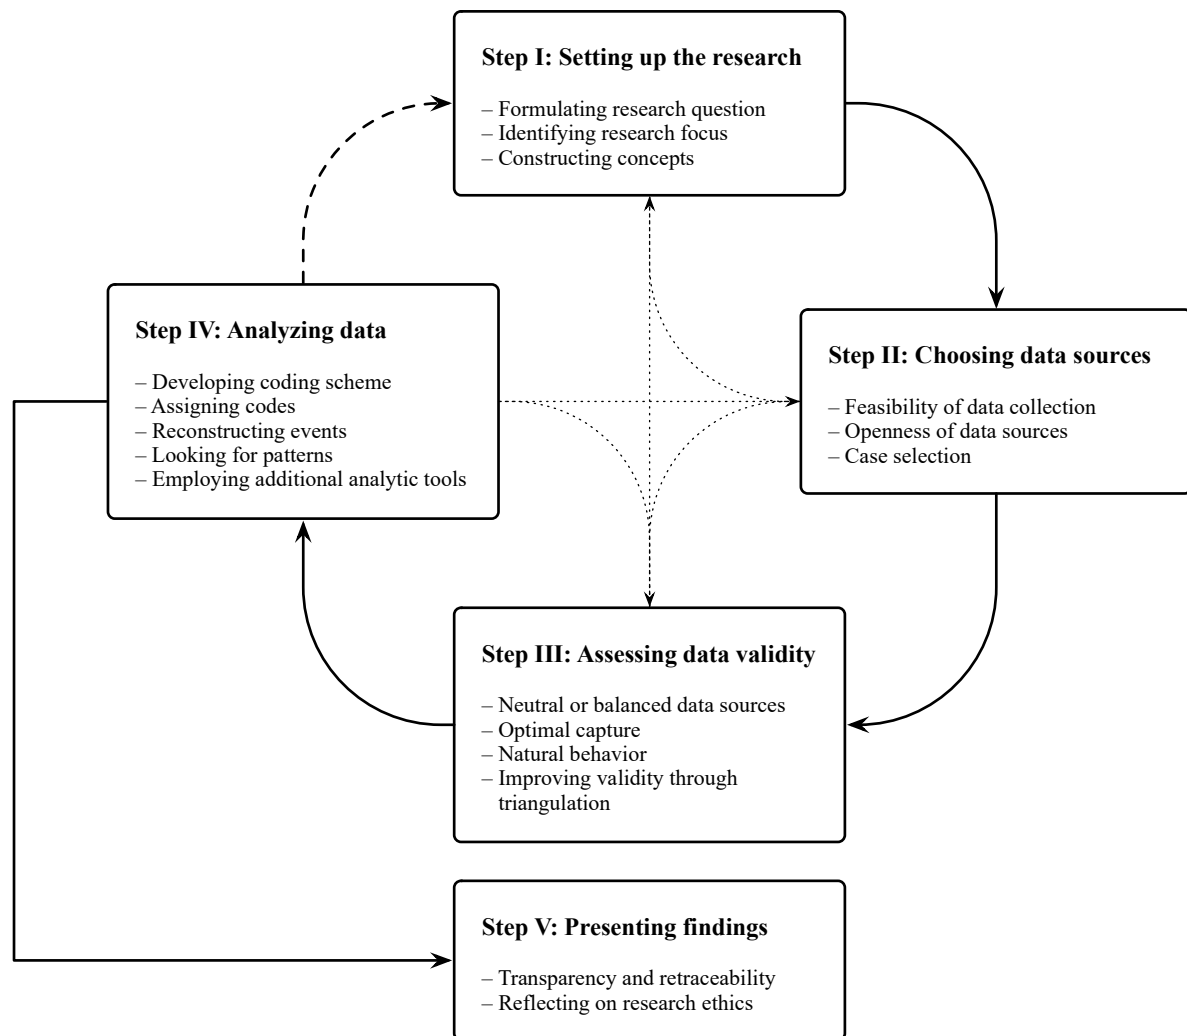 Step I: Setting up the research
– Formulating research question
– Identifying research focus
– Constructing concepts
Step II: Choosing data sources
– Feasibility of data collection
– Openness of data sources
– Case selection
Step III: Assessing data validity
– Neutral or balanced data sources
– Optimal capture
– Natural behavior
– Improving validity through
triangulation
Step IV: Analyzing data
– Developing coding scheme
– Assigning codes
– Reconstructing events
– Looking for patterns
– Employing additional analytic tools
Step V: Presenting findings
– Transparency and retraceability
– Reflecting on research ethics